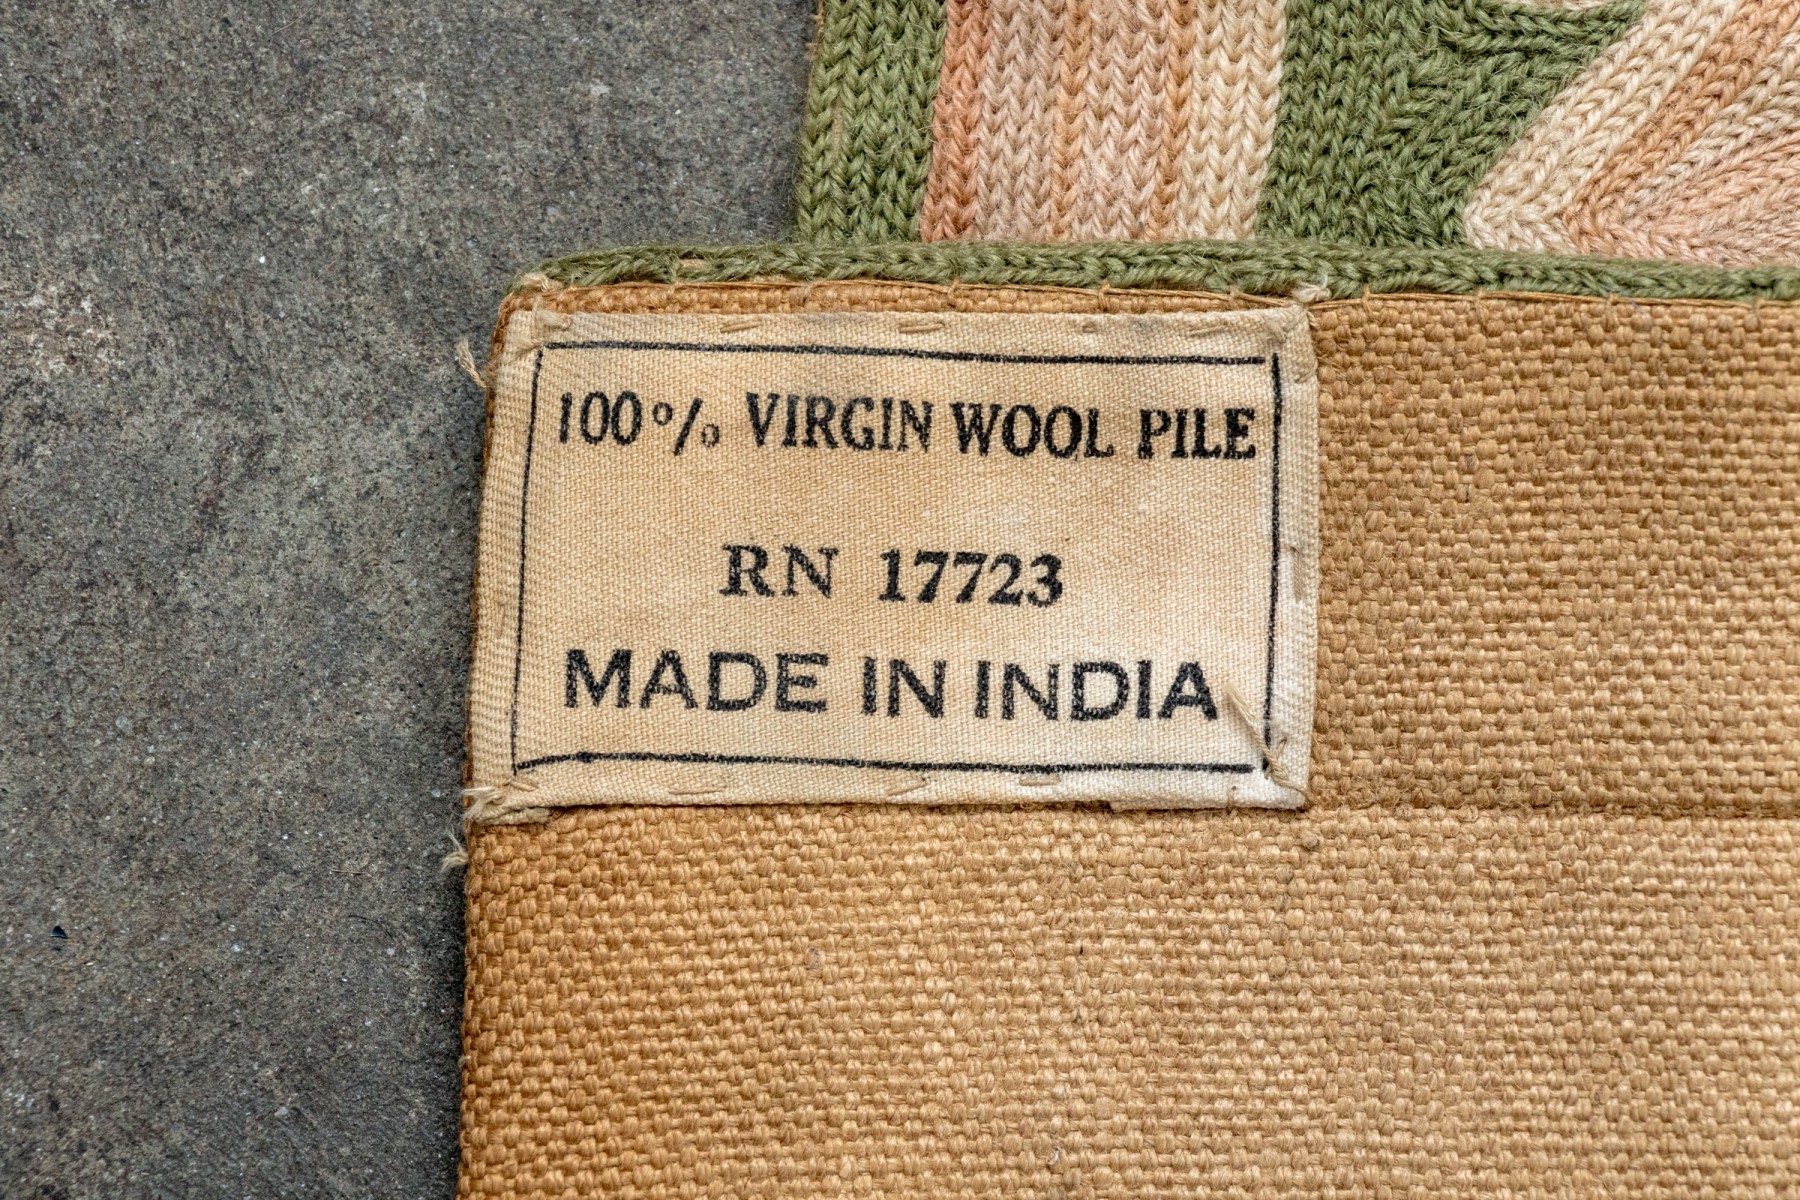 100% VIRGIN WOOL PILE
RN 17723
MADE IN INDIA